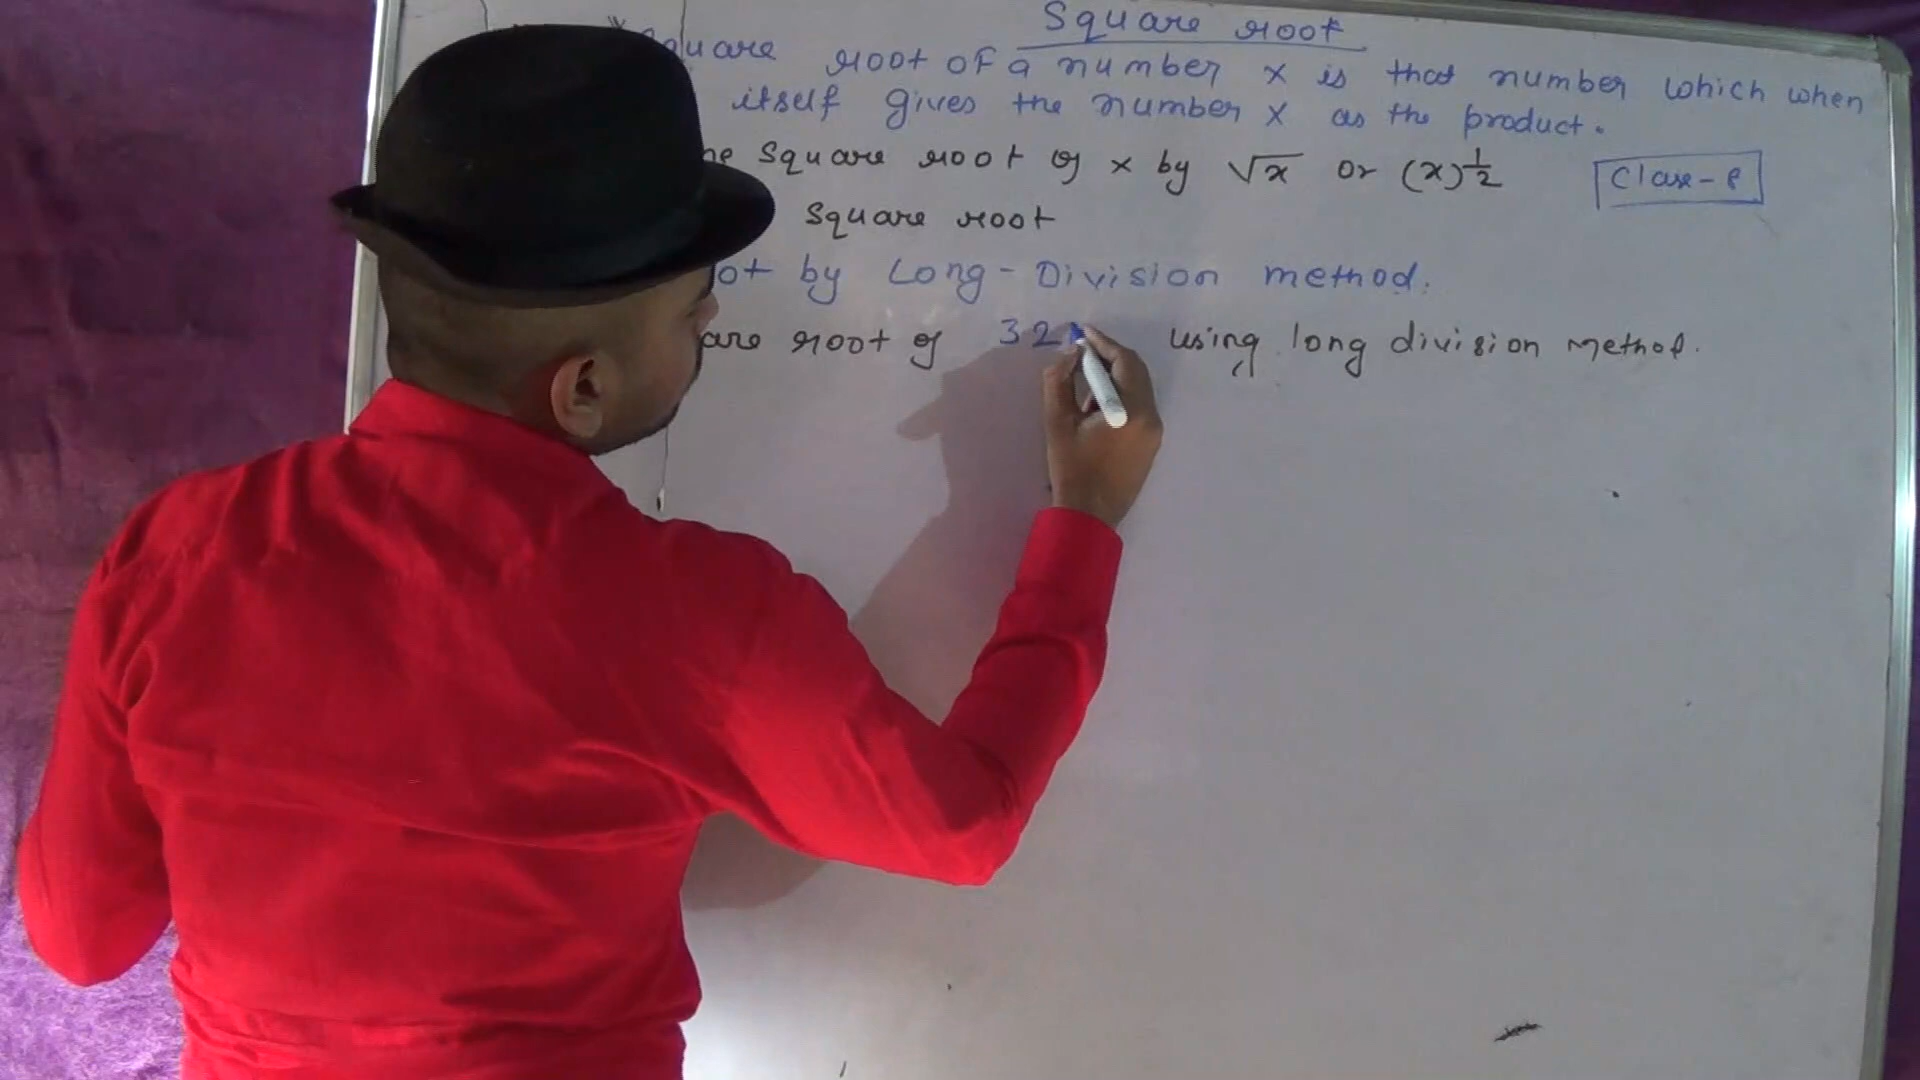 Square root
Square root of a number x is that number which when
itself gives the number x as the product.
the square root of x by √x or (x)^1/2
Class-8
square root
by Long-Division method.
root of 32 using long division method.